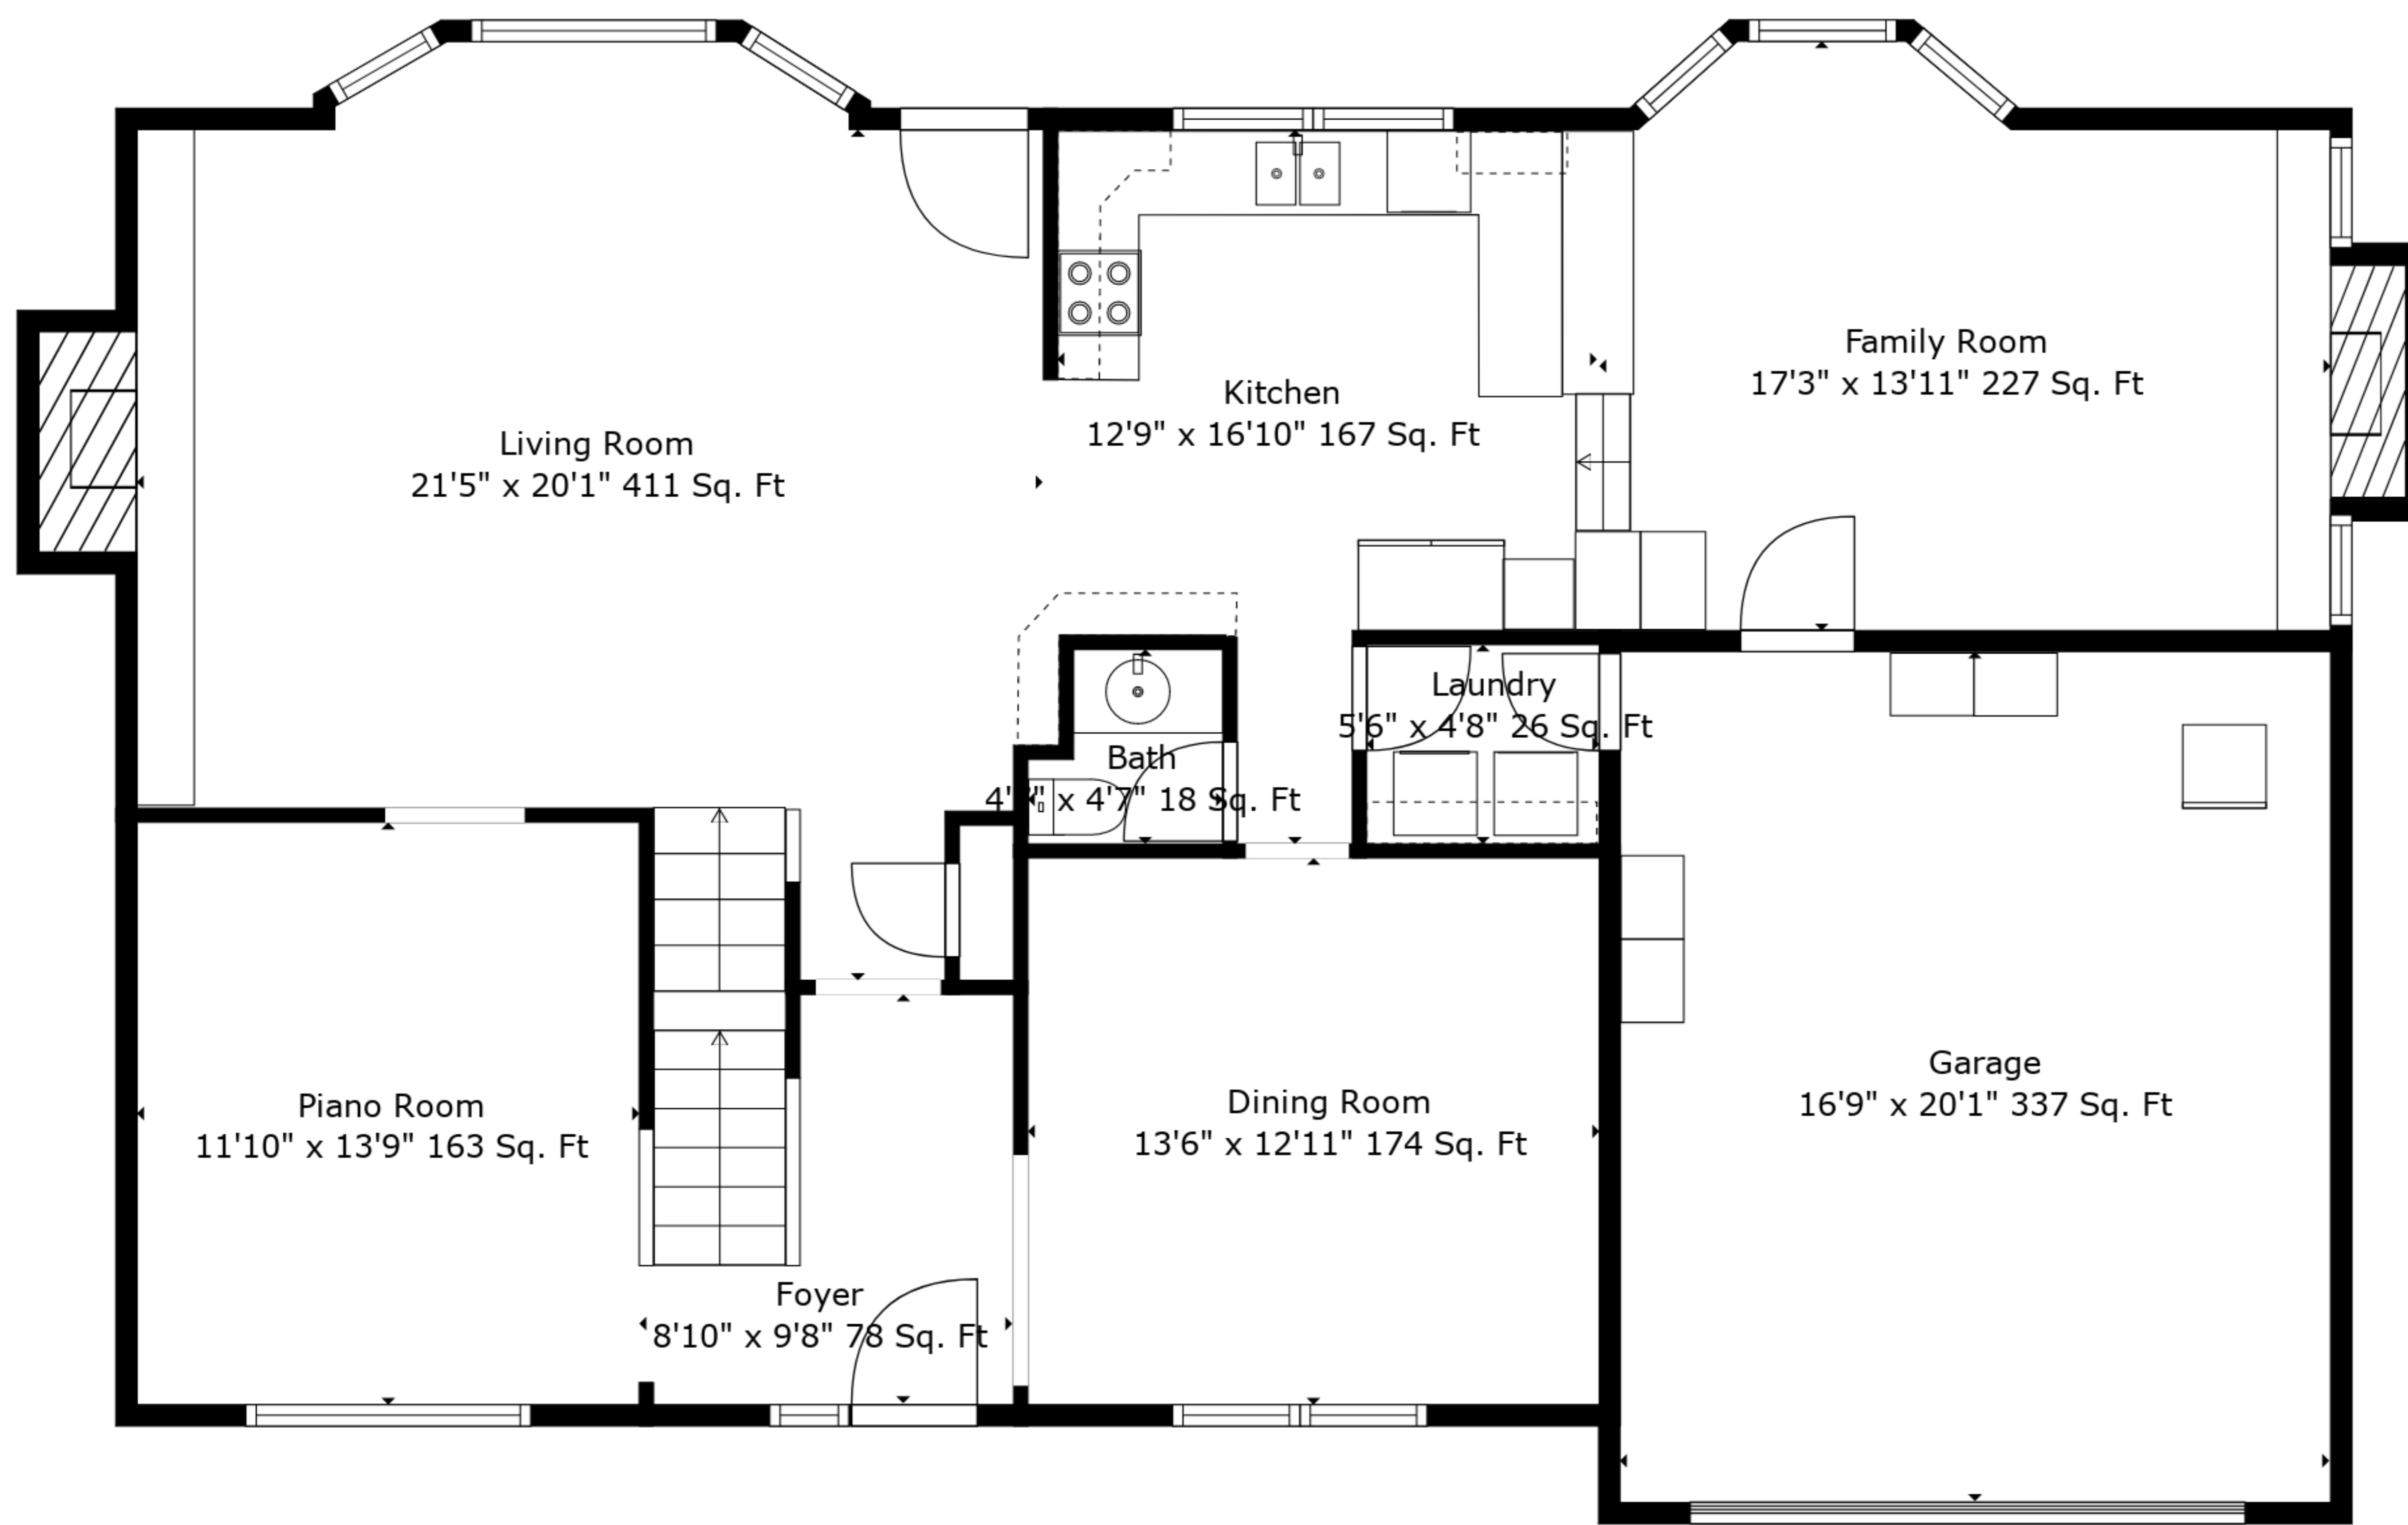 Family Room
17'3" x 13'11" 227 Sq. Ft
Kitchen
12'9" x 16'10" 167 Sq. Ft
Living Room
21'5" x 20'1" 411 Sq. Ft
Laundry
5'6" x 4'8" 26 Sq. Ft
Bath
x 4'7" 18 Sq. Ft
Garage
16'9" x 20'1" 337 Sq. Ft
Piano Room
11'10" x 13'9" 163 Sq. Ft
Dining Room
13'6" x 12'11" 174 Sq. Ft
Foyer
8'10" x 9'8" 78 Sq. Ft